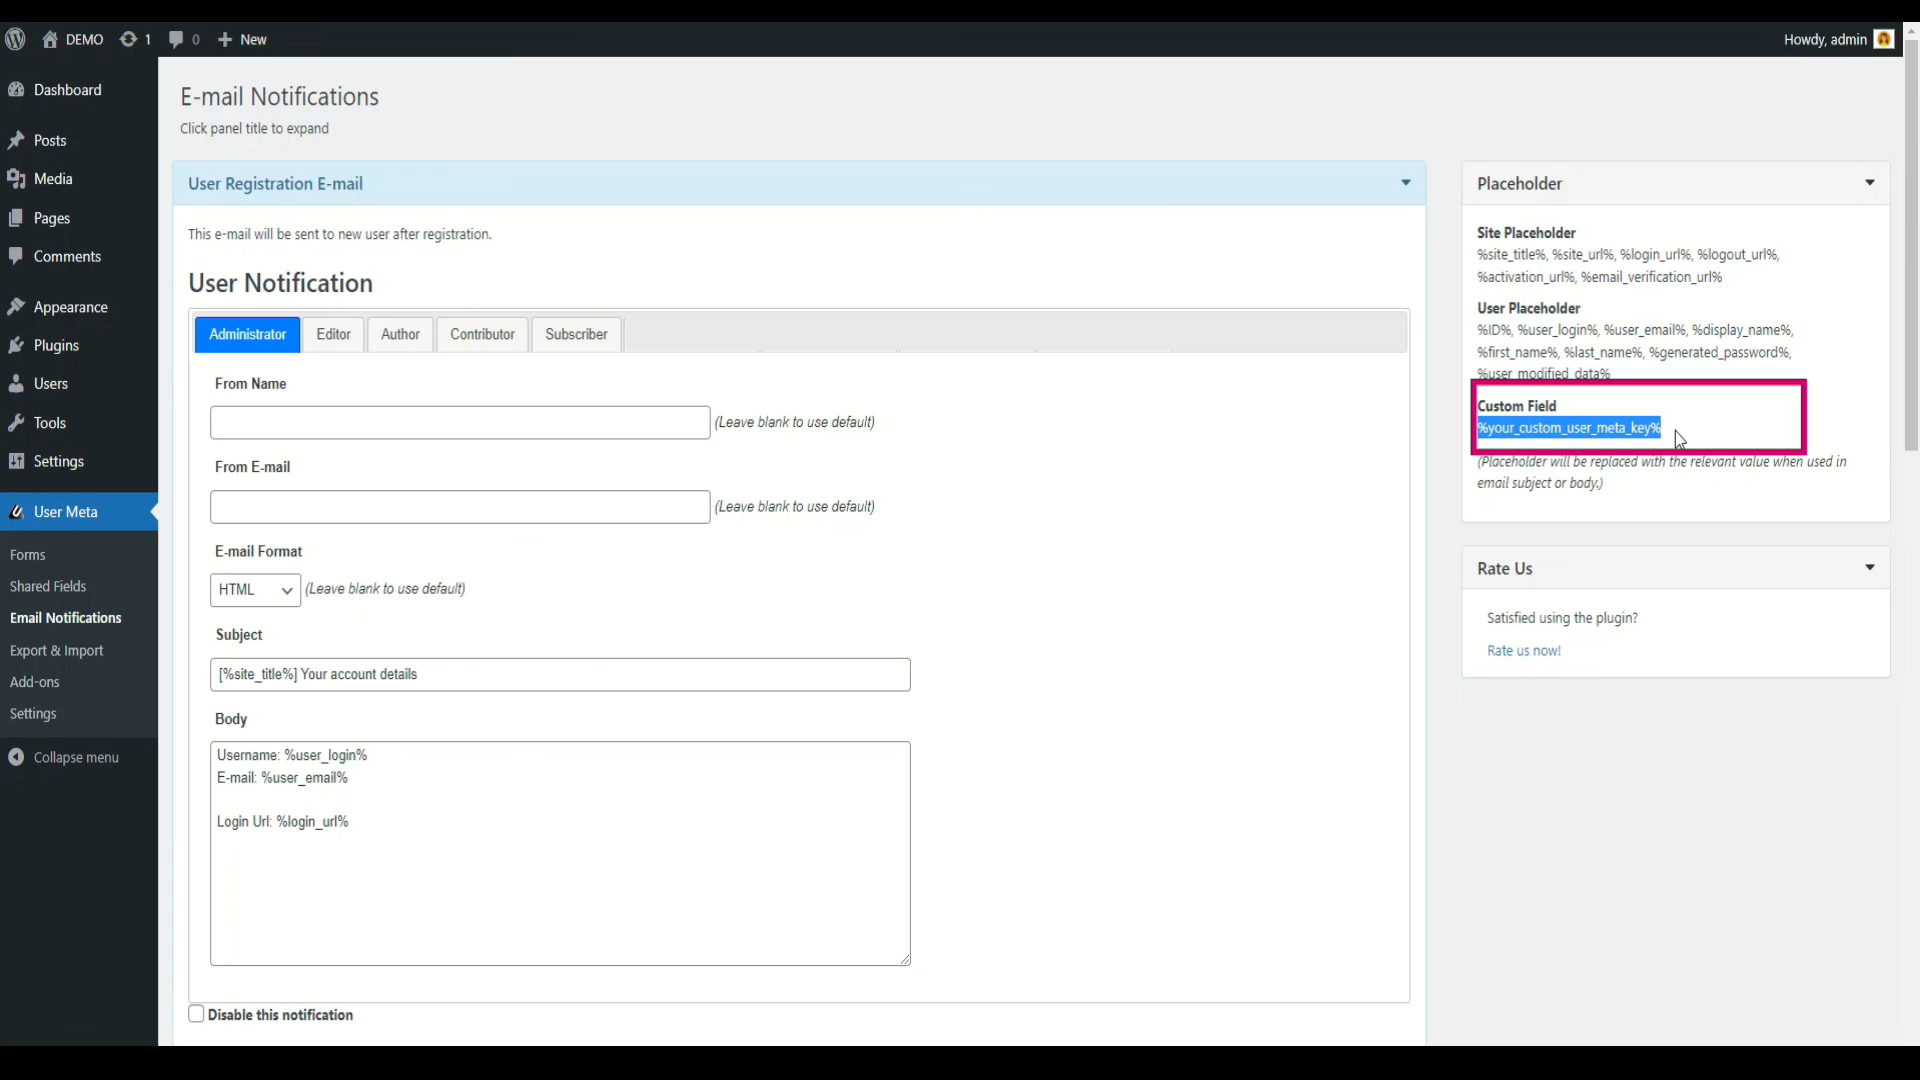 DEMO 1 0 New Howdy, admin
Dashboard
Posts
Media
Pages
Comments
Appearance
Plugins
Users
Tools
Settings
User Meta
Forms
Shared Fields
Email Notifications
Export & Import
Add-ons
Settings
Collapse menu
E-mail Notifications
Click panel title to expand
User Registration E-mail
This e-mail will be sent to new user after registration.
User Notification
Administrator Editor Author Contributor Subscriber
From Name
(Leave blank to use default)
From E-mail
(Leave blank to use default)
E-mail Format
HTML (Leave blank to use default)
Subject
[%site_title%] Your account details
Body
Username: %user_login%
E-mail: %user_email%
Login Url: %login_url%
Disable this notification
Placeholder
Site Placeholder
%site_title%, %site_url%, %login_url%, %logout_url%,
%activation_url%, %email_verification_url%
User Placeholder
%ID%, %user_login%, %user_email%, %display_name%,
%first_name%, %last_name%, %generated_password%,
%user_modified_data%
Custom Field
%your_custom_user_meta_key%
(Placeholder will be replaced with the relevant value when used in
email subject or body.)
Rate Us
Satisfied using the plugin?
Rate us now!